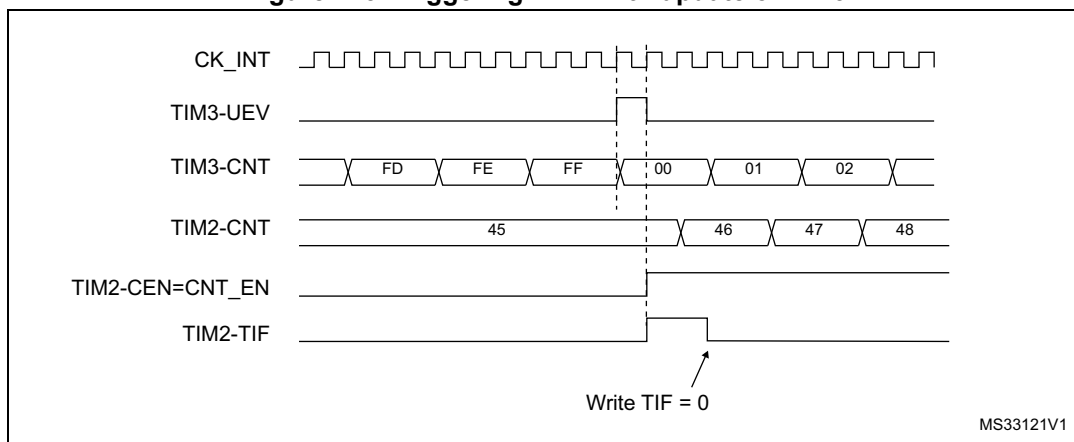 CK_INT
TIM3-UEV
TIM3-CNT FD FE FF 00 01 02
TIM2-CNT 45 46 47 48
TIM2-CEN=CNT_EN
TIM2-TIF
Write TIF = 0
MS33121V1